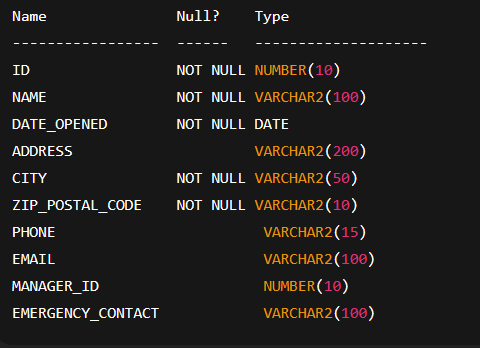 Name               Null?    Type
-----------------  ------   --------------------
ID                 NOT NULL NUMBER(10)
NAME               NOT NULL VARCHAR2(100)
DATE_OPENED        NOT NULL DATE
ADDRESS                     VARCHAR2(200)
CITY               NOT NULL VARCHAR2(50)
ZIP_POSTAL_CODE    NOT NULL VARCHAR2(10)
PHONE                        VARCHAR2(15)
EMAIL                        VARCHAR2(100)
MANAGER_ID                   NUMBER(10)
EMERGENCY_CONTACT            VARCHAR2(100)